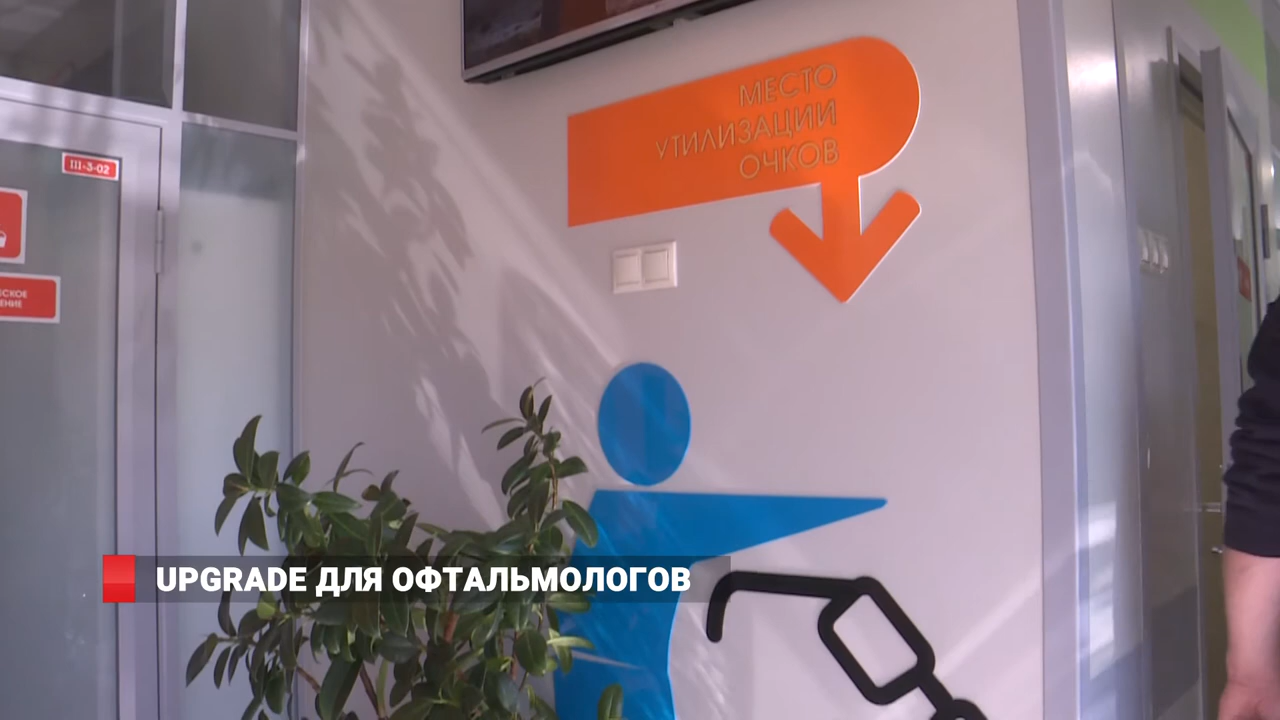 МЕСТО
УТИЛИЗАЦИИ
ОЧКОВ
III-3-02
UPGRADE ДЛЯ ОФТАЛЬМОЛОГОВ